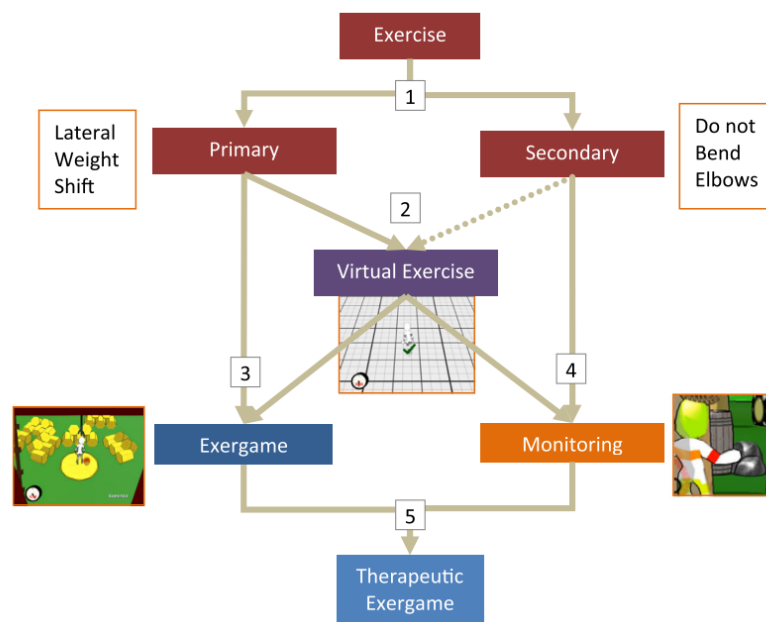 Exercise
1
Lateral
Weight
Shift
Primary
Secondary
Do not
Bend
Elbows
2
Virtual Exercise
3
4
Exergame
Monitoring
5
Therapeutic
Exergame